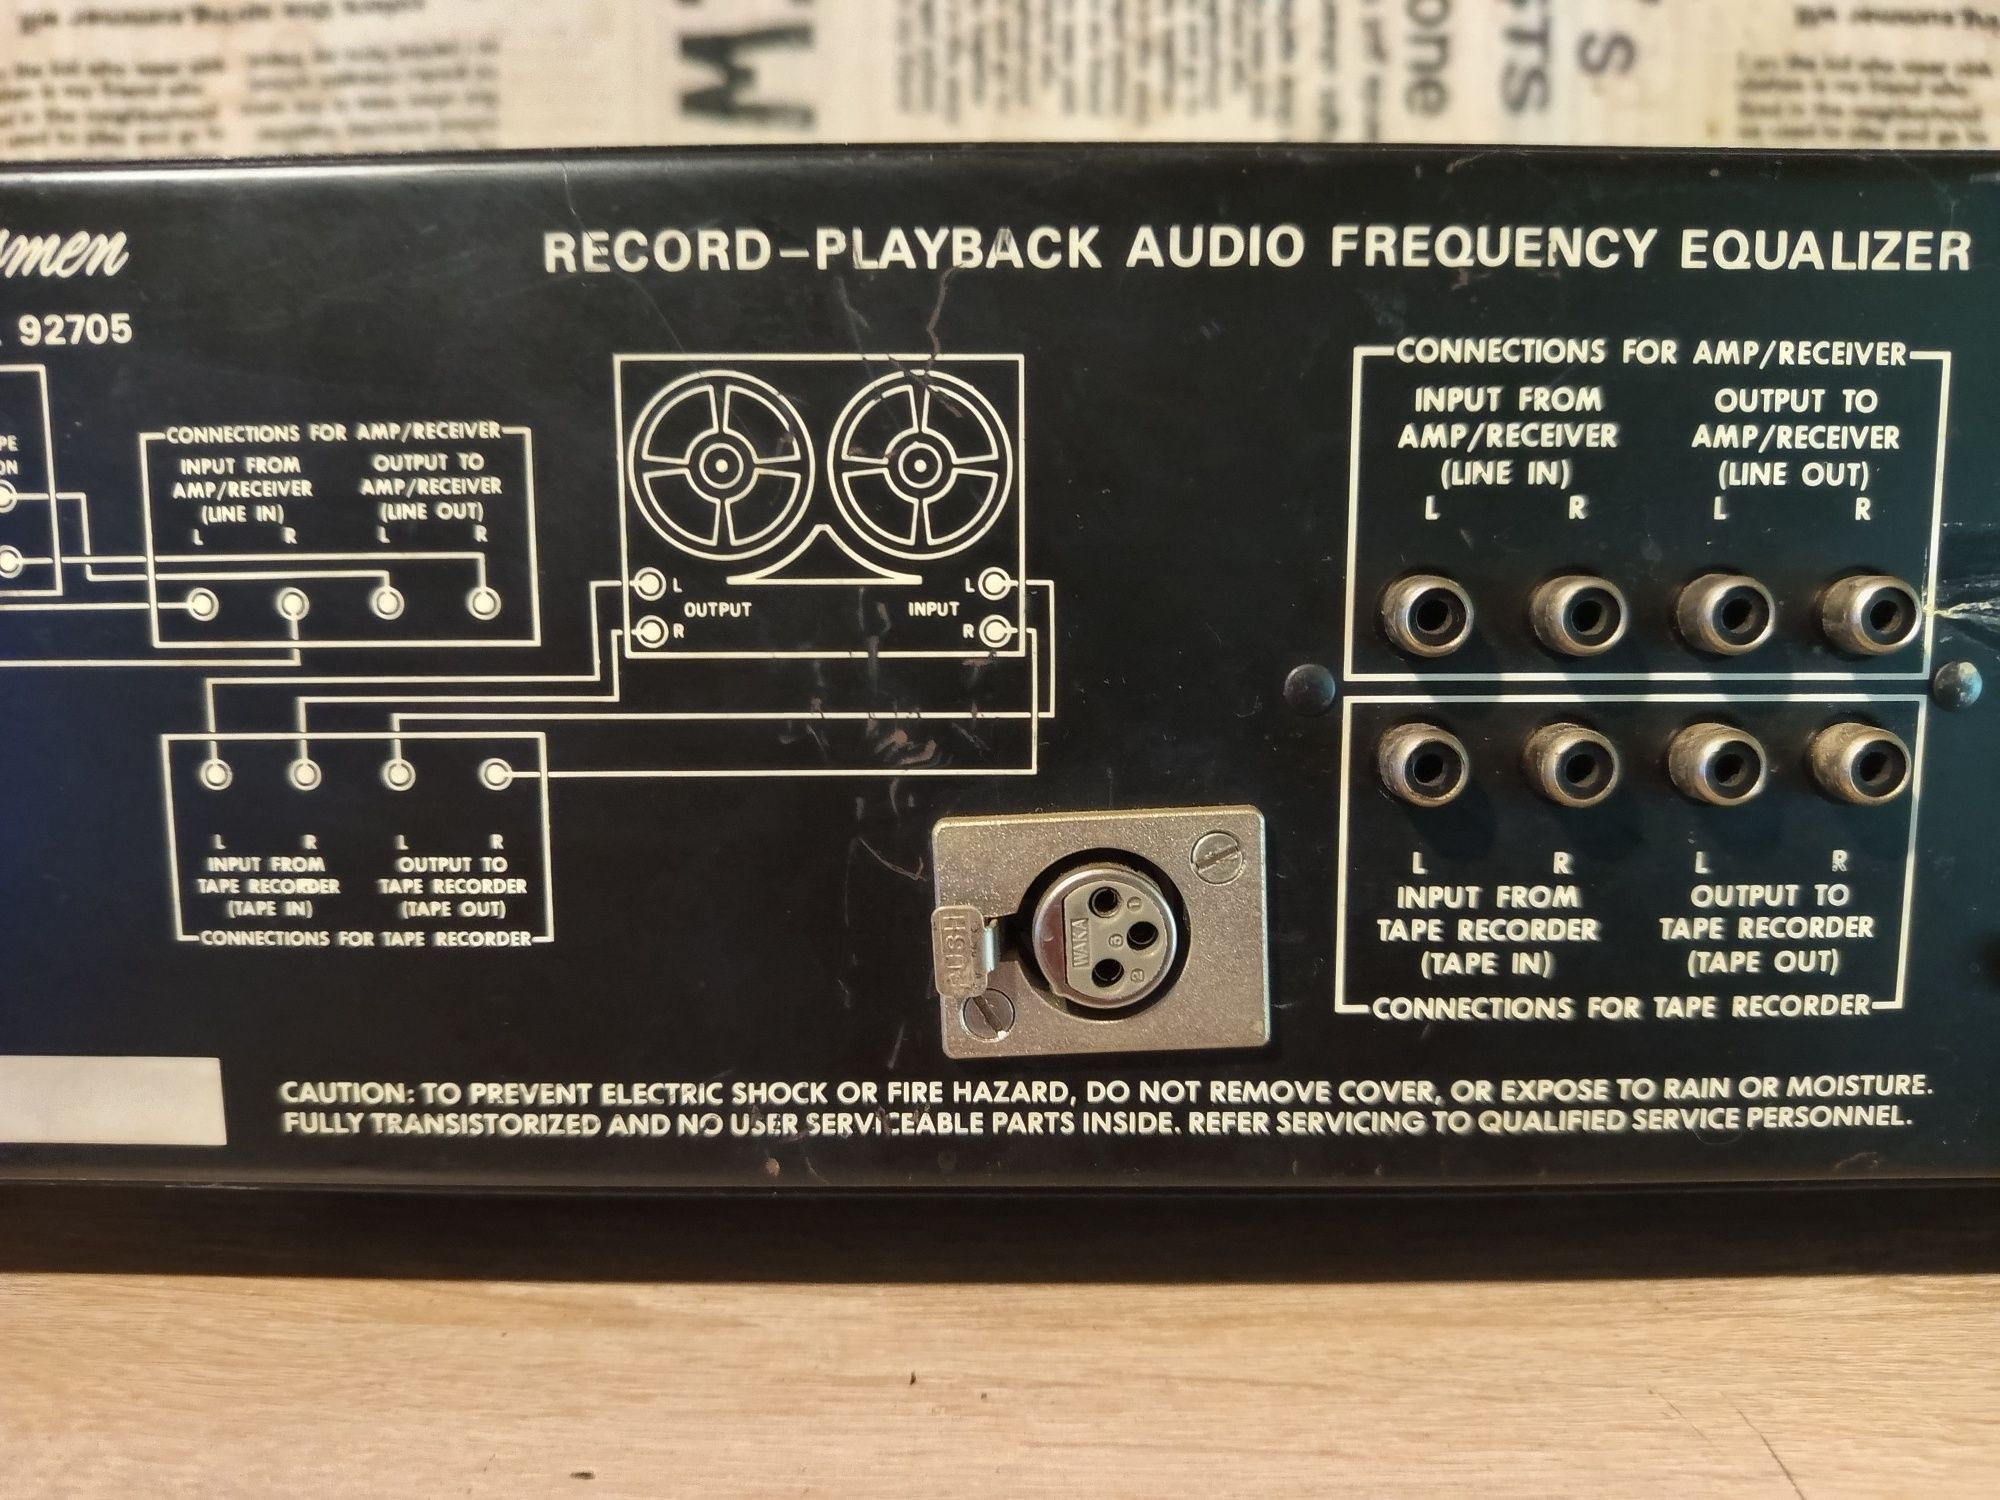 RECORD–PLAYBACK AUDIO FREQUENCY EQUALIZER
92705
CONNECTIONS FOR AMP/RECEIVER
INPUT FROM
AMP/RECEIVER
(LINE IN)
L R
OUTPUT TO
AMP/RECEIVER
(LINE OUT)
L R
L
OUTPUT
R
L
INPUT
R
L R
INPUT FROM
TAPE RECORDER
(TAPE IN)
L R
OUTPUT TO
TAPE RECORDER
(TAPE OUT)
CONNECTIONS FOR TAPE RECORDER
CONNECTIONS FOR AMP/RECEIVER
INPUT FROM
AMP/RECEIVER
(LINE IN)
L R
OUTPUT TO
AMP/RECEIVER
(LINE OUT)
L R
L R
INPUT FROM
TAPE RECORDER
(TAPE IN)
L R
OUTPUT TO
TAPE RECORDER
(TAPE OUT)
CONNECTIONS FOR TAPE RECORDER
PUSH
IWAKA
1
3
2
CAUTION: TO PREVENT ELECTRIC SHOCK OR FIRE HAZARD, DO NOT REMOVE COVER, OR EXPOSE TO RAIN OR MOISTURE.
FULLY TRANSISTORIZED AND NO USER SERVICEABLE PARTS INSIDE. REFER SERVICING TO QUALIFIED SERVICE PERSONNEL.